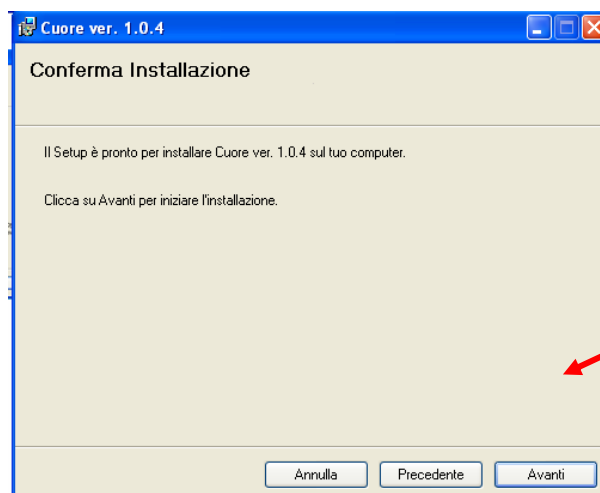 Cuore ver. 1.0.4
Conferma Installazione
Il Setup è pronto per installare Cuore ver. 1.0.4 sul tuo computer.
Clicca su Avanti per iniziare l'installazione.
Annulla
Precedente
Avanti